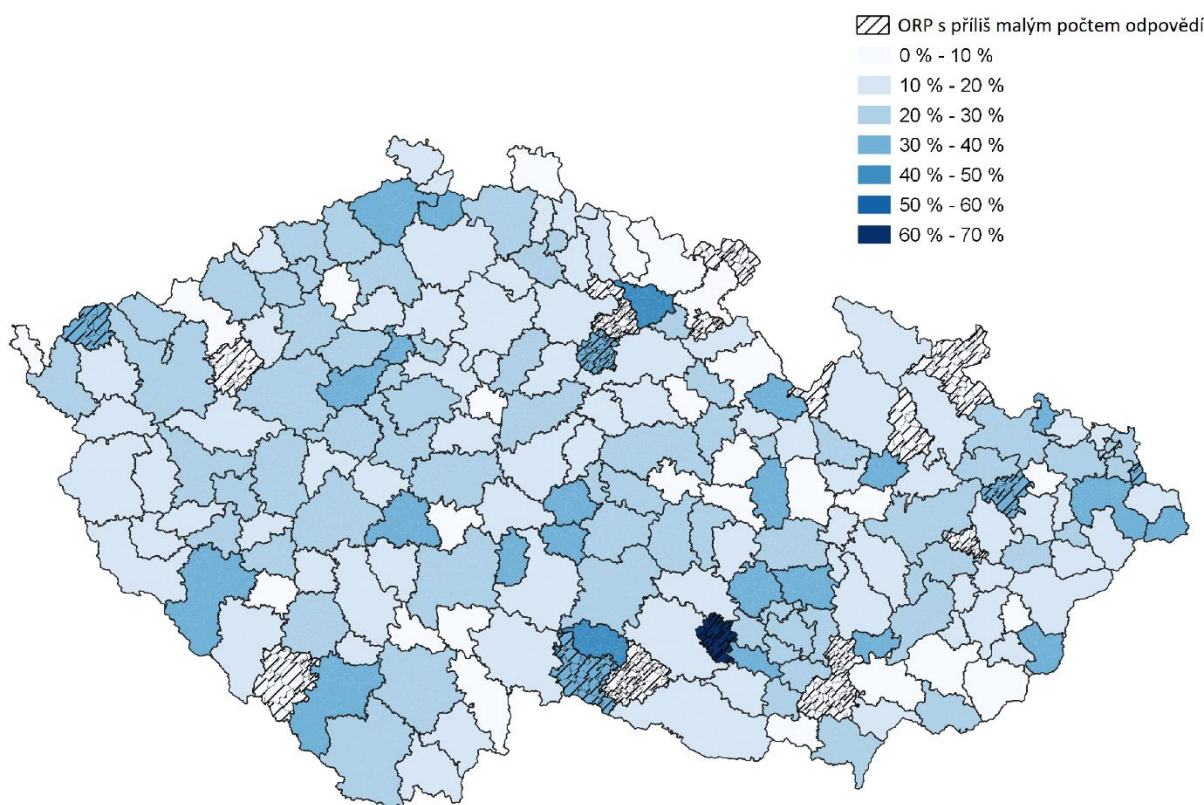 ORP s příliš malým počtem odpovědí
0 % - 10 %
10 % - 20 %
20 % - 30 %
30 % - 40 %
40 % - 50 %
50 % - 60 %
60 % - 70 %